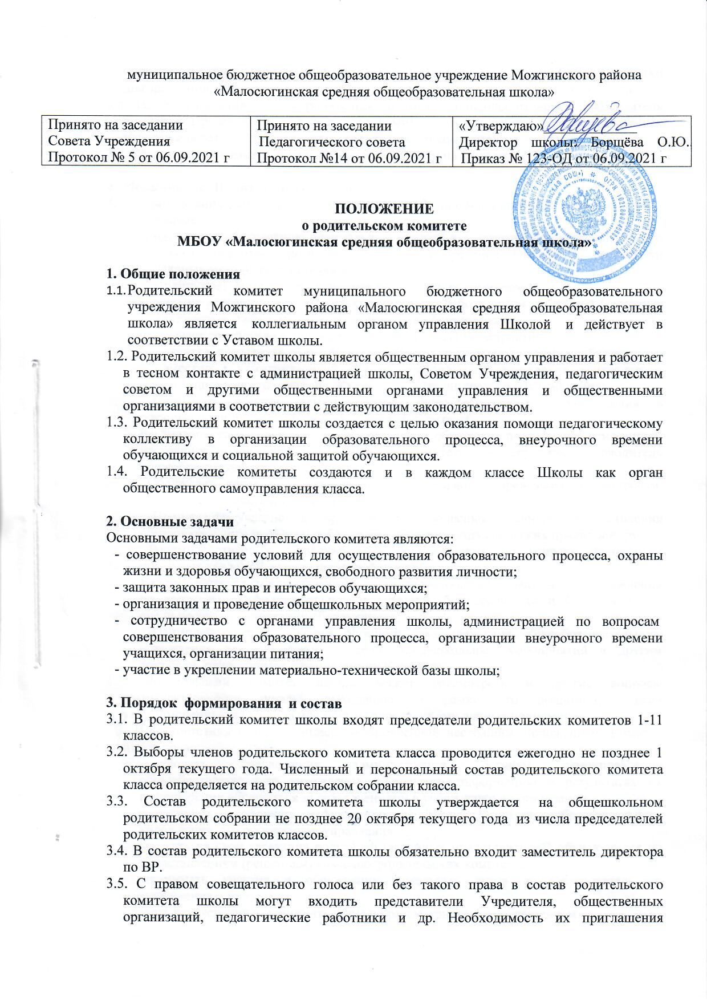 муниципальное бюджетное общеобразовательное учреждение Можгинского района
«Малосюгинская средняя общеобразовательная школа»
Принято на заседании
Совета Учреждения
Протокол № 5 от 06.09.2021 г
Принято на заседании
Педагогического совета
Протокол №14 от 06.09.2021 г
«Утверждаю»____________
Директор школы: Борщёва О.Ю.
Приказ № 123-ОД от 06.09.2021 г
ПОЛОЖЕНИЕ
о родительском комитете
МБОУ «Малосюгинская средняя общеобразовательная школа»
1. Общие положения
1.1.Родительский комитет муниципального бюджетного общеобразовательного
учреждения Можгинского района «Малосюгинская средняя общеобразовательная
школа» является коллегиальным органом управления Школой и действует в
соответствии с Уставом школы.
1.2. Родительский комитет школы является общественным органом управления и работает
в тесном контакте с администрацией школы, Советом Учреждения, педагогическим
советом и другими общественными органами управления и общественными
организациями в соответствии с действующим законодательством.
1.3. Родительский комитет школы создается с целью оказания помощи педагогическому
коллективу в организации образовательного процесса, внеурочного времени
обучающихся и социальной защитой обучающихся.
1.4. Родительские комитеты создаются и в каждом классе Школы как орган
общественного самоуправления класса.
2. Основные задачи
Основными задачами родительского комитета являются:
- совершенствование условий для осуществления образовательного процесса, охраны
жизни и здоровья обучающихся, свободного развития личности;
- защита законных прав и интересов обучающихся;
- организация и проведение общешкольных мероприятий;
- сотрудничество с органами управления школы, администрацией по вопросам
совершенствования образовательного процесса, организации внеурочного времени
учащихся, организации питания;
- участие в укреплении материально-технической базы школы;
3. Порядок формирования и состав
3.1. В родительский комитет школы входят председатели родительских комитетов 1-11
классов.
3.2. Выборы членов родительского комитета класса проводится ежегодно не позднее 1
октября текущего года. Численный и персональный состав родительского комитета
класса определяется на родительском собрании класса.
3.3. Состав родительского комитета школы утверждается на общешкольном
родительском собрании не позднее 20 октября текущего года из числа председателей
родительских комитетов классов.
3.4. В состав родительского комитета школы обязательно входит заместитель директора
по ВР.
3.5. С правом совещательного голоса или без такого права в состав родительского
комитета школы могут входить представители Учредителя, общественных
организаций, педагогические работники и др. Необходимость их приглашения